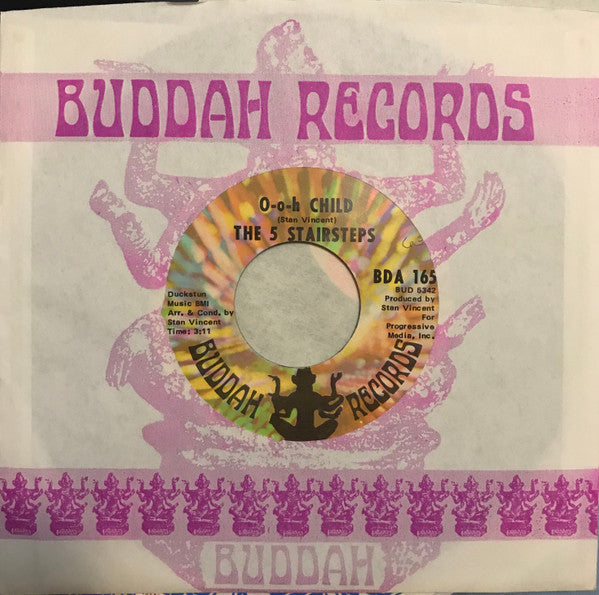 BUDDAH RECORDS
O-o-h CHILD
(Stan Vincent)
THE 5 STAIRSTEPS
BDA 165
BUD 5342
Produced by
Stan Vincent
For
Progressive
Media, Inc.
Duckstun
Music BMI
Arr. & Cond. by
Stan Vincent
Time: 3:11
BUDDAH RECORDS
BUDDAH